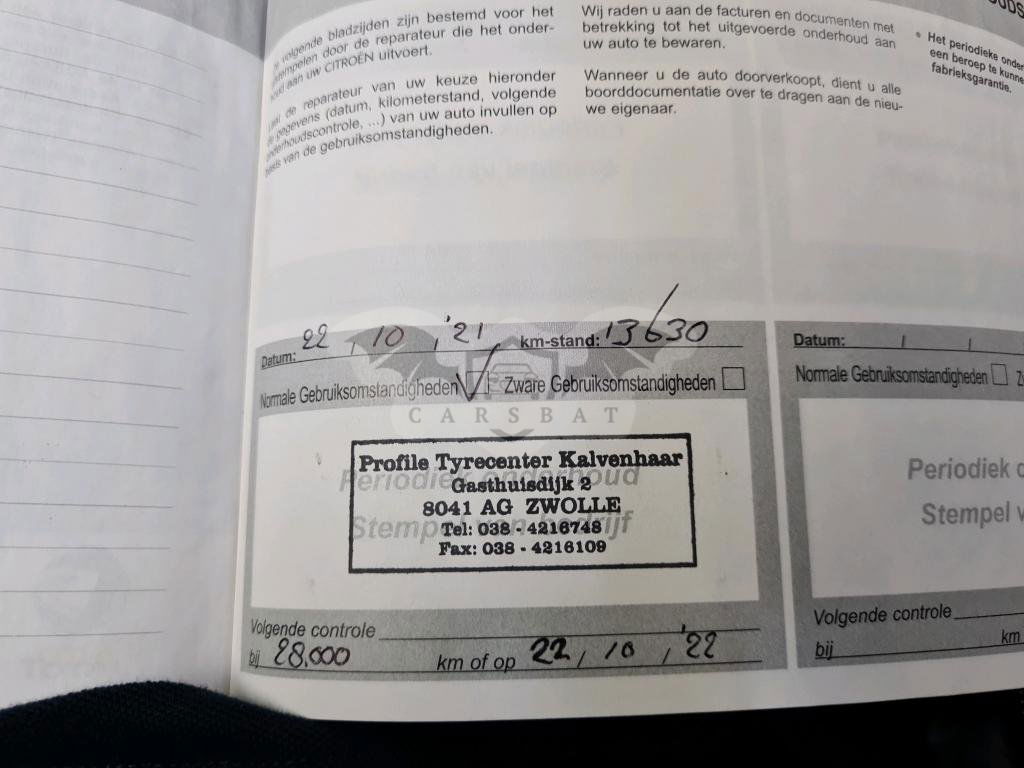 volgende bladzijden zijn bestemd voor het
door de reparateur die het onder-
aan uw CITROËN uitvoert.
de reparateur van uw keuze hieronder
gegevens (datum, kilometerstand, volgende
onderhoudscontrole, ...) van uw auto invullen op
basis van de gebruiksomstandigheden.
Wij raden u aan de facturen en documenten met
betrekking tot het uitgevoerde onderhoud aan
uw auto te bewaren.
Wanneer u de auto doorverkoopt, dient u alle
boorddocumentatie over te dragen aan de nieu-
we eigenaar.
• Het periodieke onder
een beroep te kunne
fabrieksgarantie.
Datum: 22 / 10 / '21 km-stand: 13630
Normale Gebruiksomstandigheden Zware Gebruiksomstandigheden
CARSBAT
Periodiek onderhoud
Stempel van bedrijf
Profile Tyrecenter Kalvenhaar
Gasthuisdijk 2
8041 AG ZWOLLE
Tel: 038 - 4216748
Fax: 038 - 4216109
Volgende controle
bij 28.000 km of op 22 / 10 / '22
Datum: / /
Normale Gebruiksomstandigheden
Periodiek
Stempel
Volgende controle
bij km